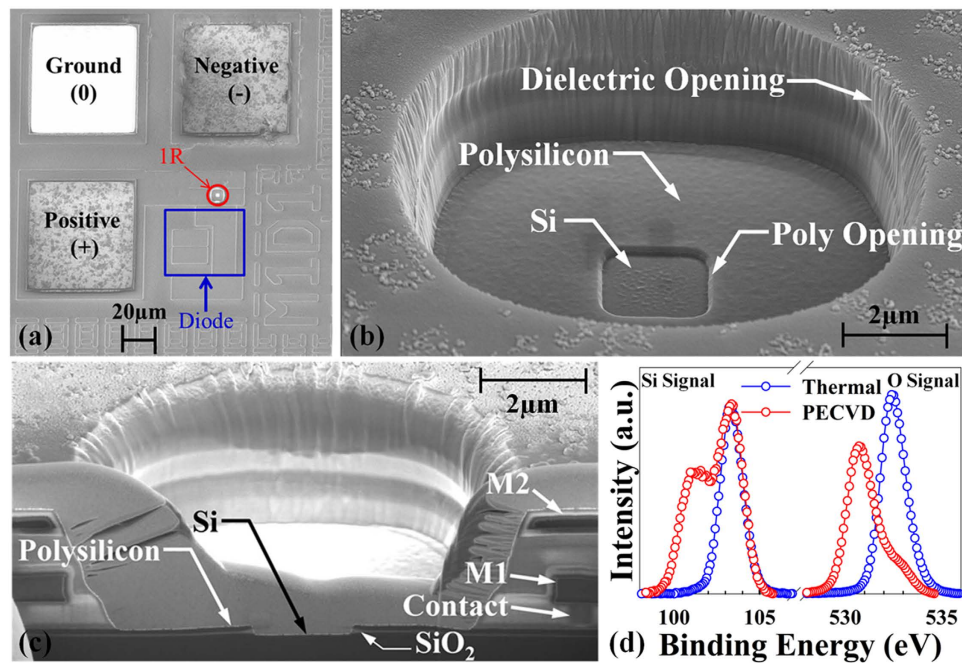 Ground
(0)
Negative
(-)
1R
Positive
(+)
M1D1
20μm
Diode
(a)
Dielectric Opening
Polysilicon
Si
Poly Opening
(b)
2μm
2μm
M2
Si
Polysilicon
M1
Contact
(c)
SiO2
Si Signal
Thermal
O Signal
PECVD
Intensity (a.u.)
100
105
530
535
(d)
Binding Energy (eV)